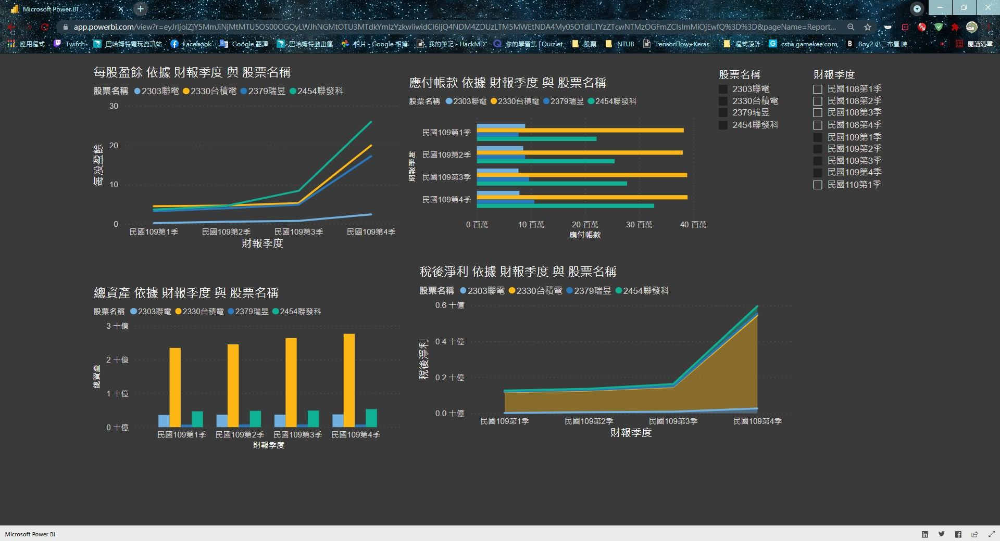 Microsoft Power BI
app.powerbi.com/view?r=eyJrIjoiZjY5MmJiNjMtMTU5OS00OGQyLWJhNGMtOTU3MTdkYmIzYzkwIiwidCI6IjQ4NDM4ZDUzLTM5MWEtNDA4My05OTdlLTYzZTcwNTMzOGFmZCIsImMiOjEwfQ%3D%3D&pageName=Report...
應用程式 Twitch 巴哈姆特電玩資訊站 Facebook Google 翻譯 巴哈姆特動畫瘋 相片 - Google 相簿 我的筆記 - HackMD 你的學習集 | Quizlet 股票 NTUB TensorFlow+Keras... 程式設計 cstw.gamekee.com Boy2小二布屋 時... 閱讀清單
每股盈餘 依據 財報季度 與 股票名稱
股票名稱 2303聯電 2330台積電 2379瑞昱 2454聯發科
30
20
10
0
每股盈餘
民國109第1季 民國109第2季 民國109第3季 民國109第4季
財報季度
應付帳款 依據 財報季度 與 股票名稱
股票名稱 2303聯電 2330台積電 2379瑞昱 2454聯發科
民國109第1季
民國109第2季
民國109第3季
民國109第4季
財報季度
0 百萬 10 百萬 20 百萬 30 百萬 40 百萬
應付帳款
股票名稱
2303聯電
2330台積電
2379瑞昱
2454聯發科
財報季度
民國108第1季
民國108第2季
民國108第3季
民國108第4季
民國109第1季
民國109第2季
民國109第3季
民國109第4季
民國110第1季
總資產 依據 財報季度 與 股票名稱
股票名稱 2303聯電 2330台積電 2379瑞昱 2454聯發科
3 十億
2 十億
1 十億
0 十億
總資產
民國109第1季 民國109第2季 民國109第3季 民國109第4季
財報季度
稅後淨利 依據 財報季度 與 股票名稱
股票名稱 2303聯電 2330台積電 2379瑞昱 2454聯發科
0.6 十億
0.4 十億
0.2 十億
0.0 十億
稅後淨利
民國109第1季 民國109第2季 民國109第3季 民國109第4季
財報季度
Microsoft Power BI